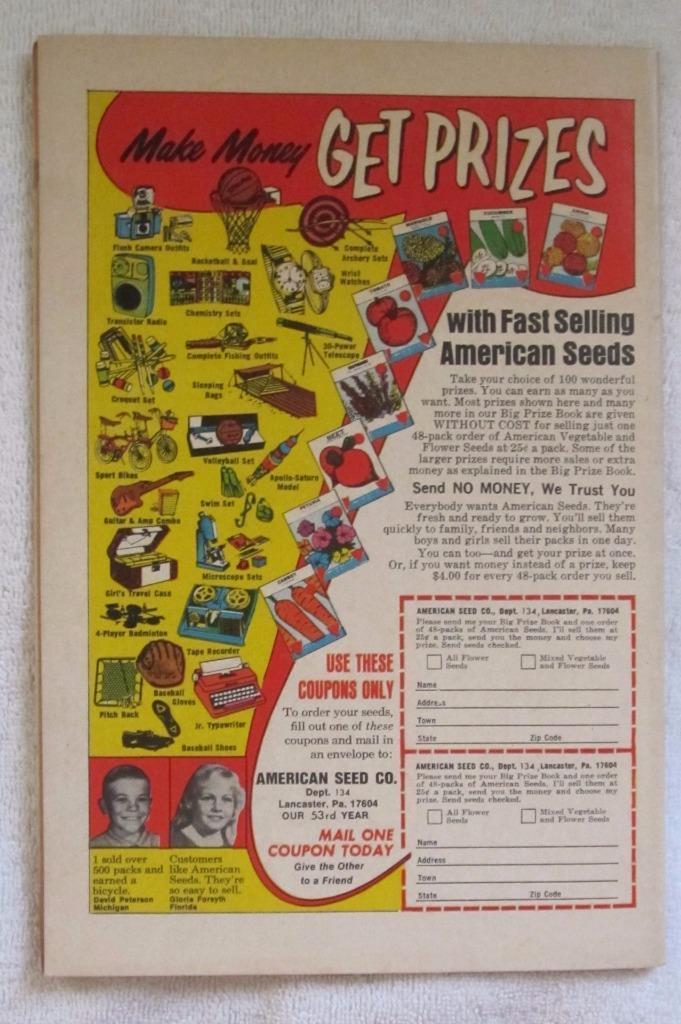 Make Money GET PRIZES
Flash Camera Outfits
Basketball & Goal
Complete
Archery Sets
Wrist
Watches
Transistor Radio
Chemistry Sets
Complete Fishing Outfits
30-Power
Telescope
Croquet Set
Sleeping
Bags
Sport Bikes
Volleyball Set
Apollo-Saturn
Model
Guitar & Amp Combo
Swim Set
Girl's Travel Case
Microscope Sets
4-Player Badminton
Tape Recorder
Pitch Back
Baseball
Gloves
Jr. Typewriter
Baseball Shoes
MARIGOLD
CUCUMBER
ZINNIA
TOMATO
BEET
PETUNIA
CARROT
with Fast Selling
American Seeds
Take your choice of 100 wonderful
prizes. You can earn as many as you
want. Most prizes shown here and many
more in our Big Prize Book are given
WITHOUT COST for selling just one
48-pack order of American Vegetable and
Flower Seeds at 25¢ a pack. Some of the
larger prizes require more sales or extra
money as explained in the Big Prize Book.
Send NO MONEY, We Trust You
Everybody wants American Seeds. They're
fresh and ready to grow. You'll sell them
quickly to family, friends and neighbors. Many
boys and girls sell their packs in one day.
You can too—and get your prize at once.
Or, if you want money instead of a prize, keep
$4.00 for every 48-pack order you sell.
USE THESE
COUPONS ONLY
To order your seeds,
fill out one of these
coupons and mail in
an envelope to:
AMERICAN SEED CO.
Dept. 134
Lancaster, Pa. 17604
OUR 53rd YEAR
MAIL ONE
COUPON TODAY
Give the Other
to a Friend
AMERICAN SEED CO., Dept. 134, Lancaster, Pa. 17604
Please send me your Big Prize Book and one order
of 48-packs of American Seeds. I'll sell them at
25¢ a pack, send you the money and choose my
prize. Send seeds checked.
All Flower
Seeds
Mixed Vegetable
and Flower Seeds
Name
Address
Town
State Zip Code
AMERICAN SEED CO., Dept. 134, Lancaster, Pa. 17604
Please send me your Big Prize Book and one order
of 48-packs of American Seeds. I'll sell them at
25¢ a pack, send you the money and choose my
prize. Send seeds checked.
All Flower
Seeds
Mixed Vegetable
and Flower Seeds
Name
Address
Town
State Zip Code
I sold over
500 packs and
earned a
bicycle.
David Peterson
Michigan
Customers
like American
Seeds. They're
so easy to sell.
Gloria Forsyth
Florida